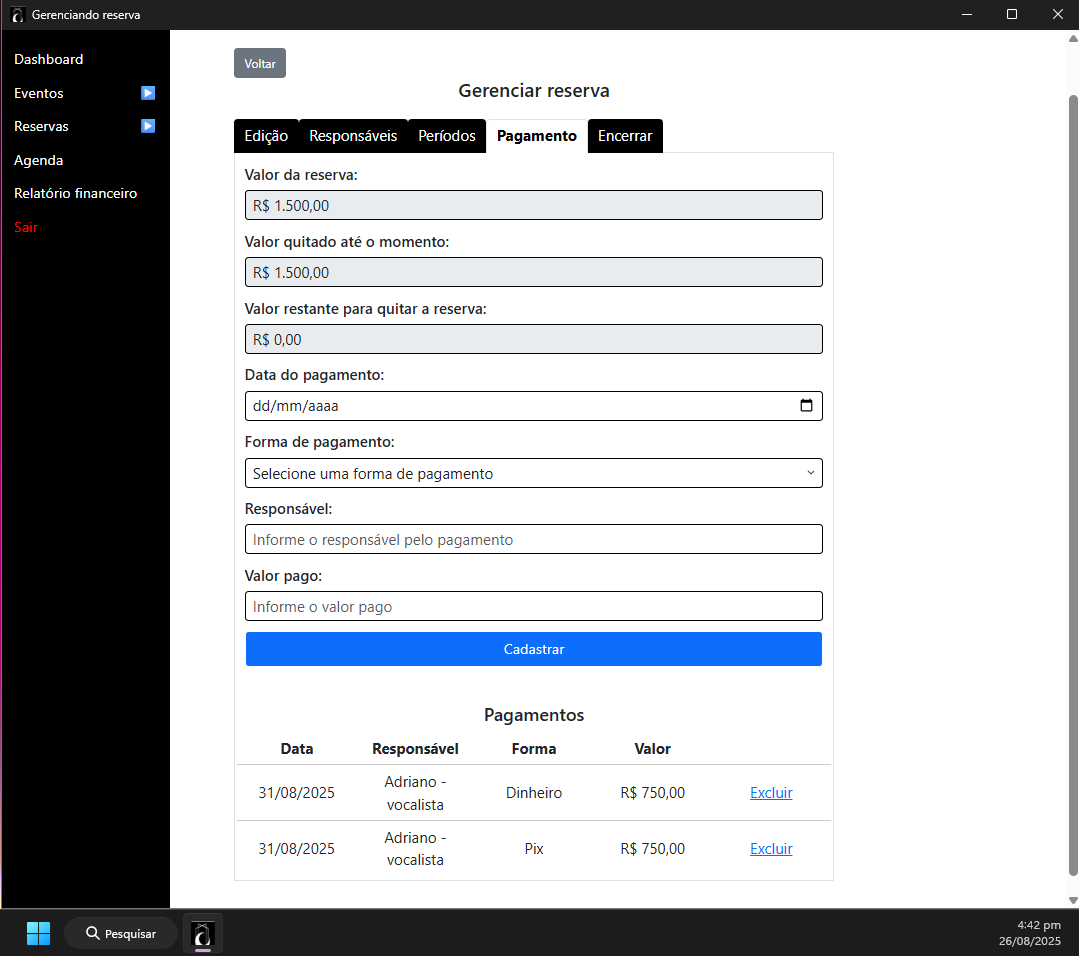 Gerenciando reserva
Dashboard
Eventos
Reservas
Agenda
Relatório financeiro
Sair
Voltar
Gerenciar reserva
Edição Responsáveis Períodos Pagamento Encerrar
Valor da reserva:
R$ 1.500,00
Valor quitado até o momento:
R$ 1.500,00
Valor restante para quitar a reserva:
R$ 0,00
Data do pagamento:
dd/mm/aaaa
Forma de pagamento:
Selecione uma forma de pagamento
Responsável:
Informe o responsável pelo pagamento
Valor pago:
Informe o valor pago
Cadastrar
Pagamentos
Data Responsável Forma Valor
31/08/2025 Adriano - vocalista Dinheiro R$ 750,00 Excluir
31/08/2025 Adriano - vocalista Pix R$ 750,00 Excluir
Pesquisar
4:42 pm
26/08/2025